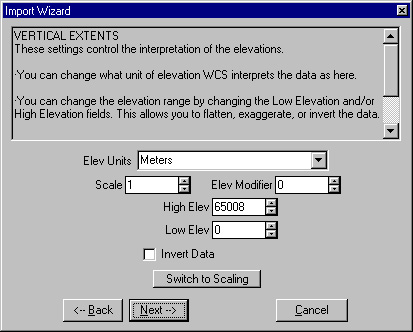 Import Wizard
VERTICAL EXTENTS
These settings control the interpretation of the elevations.
·You can change what unit of elevation WCS interprets the data as here.
·You can change the elevation range by changing the Low Elevation and/or
High Elevation fields. This allows you to flatten, exaggerate, or invert the data.
Elev Units Meters
Scale 1 Elev Modifier 0
High Elev 65008
Low Elev 0
Invert Data
Switch to Scaling
<-- Back Next --> Cancel